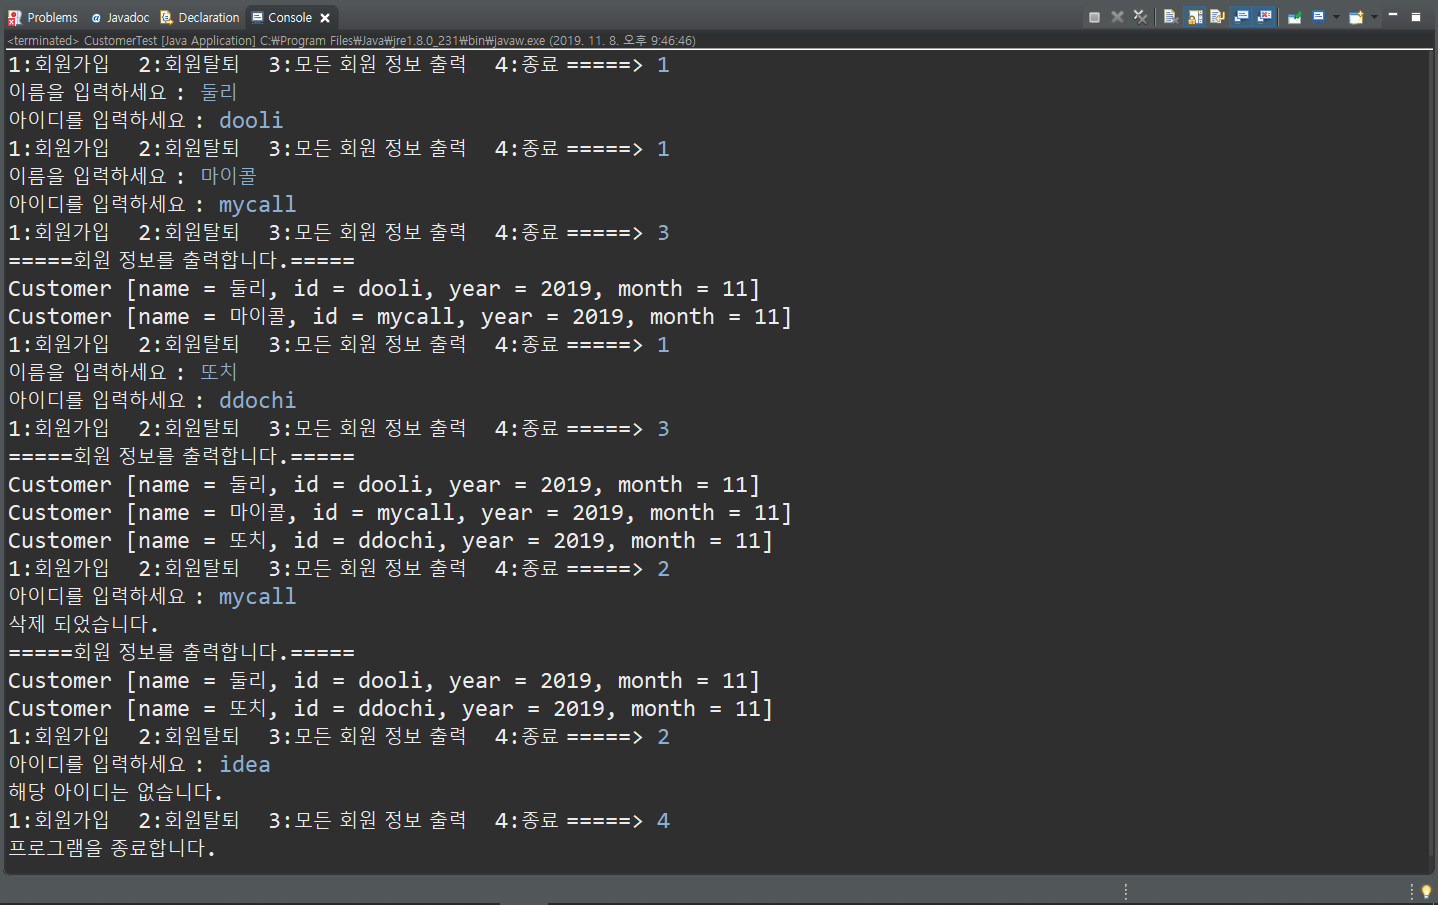 Problems Javadoc Declaration Console
<terminated> CustomerTest [Java Application] C:₩Program Files₩Java₩jre1.8.0_231₩bin₩javaw.exe (2019. 11. 8. 오후 9:46:46)
1:회원가입 2:회원탈퇴 3:모든 회원 정보 출력 4:종료 =====> 1
이름을 입력하세요 : 둘리
아이디를 입력하세요 : dooli
1:회원가입 2:회원탈퇴 3:모든 회원 정보 출력 4:종료 =====> 1
이름을 입력하세요 : 마이콜
아이디를 입력하세요 : mycall
1:회원가입 2:회원탈퇴 3:모든 회원 정보 출력 4:종료 =====> 3
=====회원 정보를 출력합니다.=====
Customer [name = 둘리, id = dooli, year = 2019, month = 11]
Customer [name = 마이콜, id = mycall, year = 2019, month = 11]
1:회원가입 2:회원탈퇴 3:모든 회원 정보 출력 4:종료 =====> 1
이름을 입력하세요 : 또치
아이디를 입력하세요 : ddochi
1:회원가입 2:회원탈퇴 3:모든 회원 정보 출력 4:종료 =====> 3
=====회원 정보를 출력합니다.=====
Customer [name = 둘리, id = dooli, year = 2019, month = 11]
Customer [name = 마이콜, id = mycall, year = 2019, month = 11]
Customer [name = 또치, id = ddochi, year = 2019, month = 11]
1:회원가입 2:회원탈퇴 3:모든 회원 정보 출력 4:종료 =====> 2
아이디를 입력하세요 : mycall
삭제 되었습니다.
=====회원 정보를 출력합니다.=====
Customer [name = 둘리, id = dooli, year = 2019, month = 11]
Customer [name = 또치, id = ddochi, year = 2019, month = 11]
1:회원가입 2:회원탈퇴 3:모든 회원 정보 출력 4:종료 =====> 2
아이디를 입력하세요 : idea
해당 아이디는 없습니다.
1:회원가입 2:회원탈퇴 3:모든 회원 정보 출력 4:종료 =====> 4
프로그램을 종료합니다.